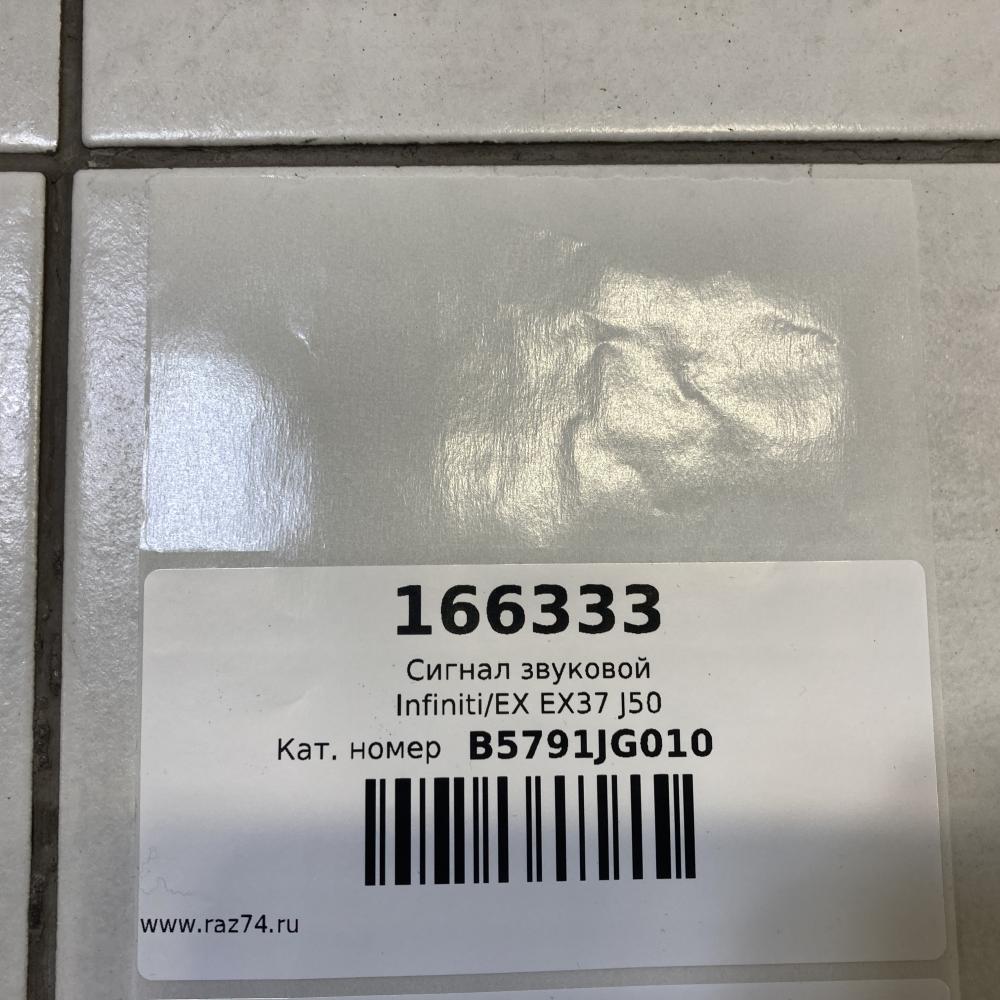 166333
Сигнал звуковой
Infiniti/EX EX37 J50
Кат. номер B5791JG010
www.raz74.ru